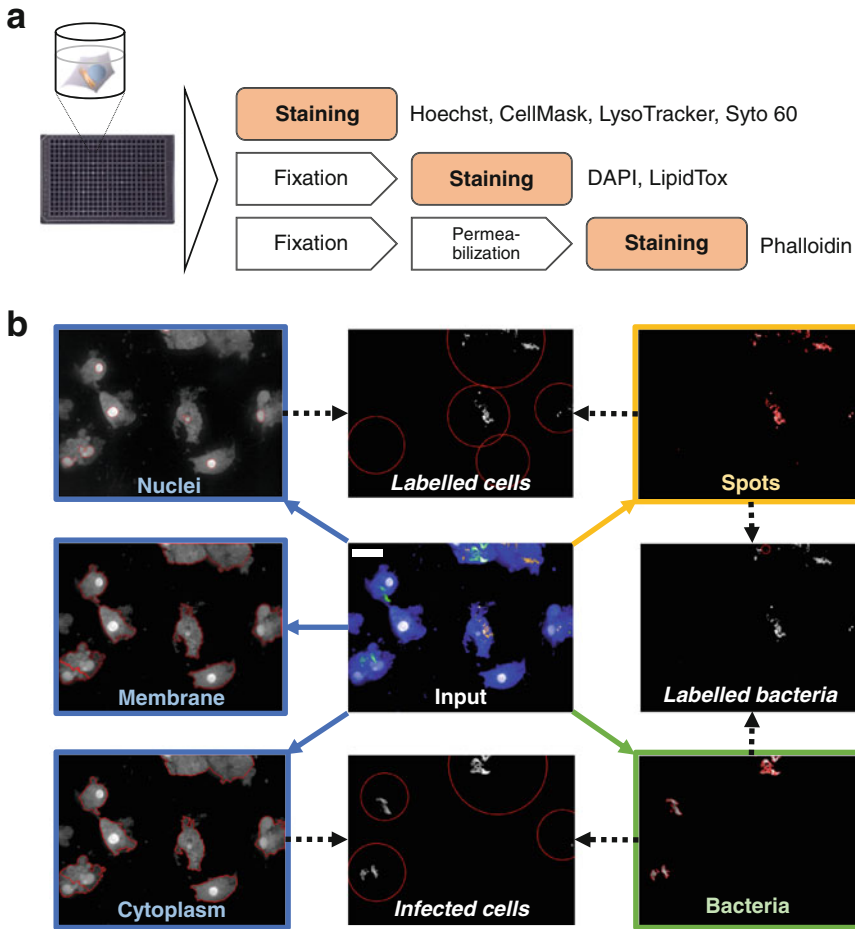 a
Staining Hoechst, CellMask, LysoTracker, Syto 60
Fixation Staining DAPI, LipidTox
Fixation Permea-
bilization Staining Phalloidin
b
Nuclei Labelled cells Spots
Membrane Input Labelled bacteria
Cytoplasm Infected cells Bacteria